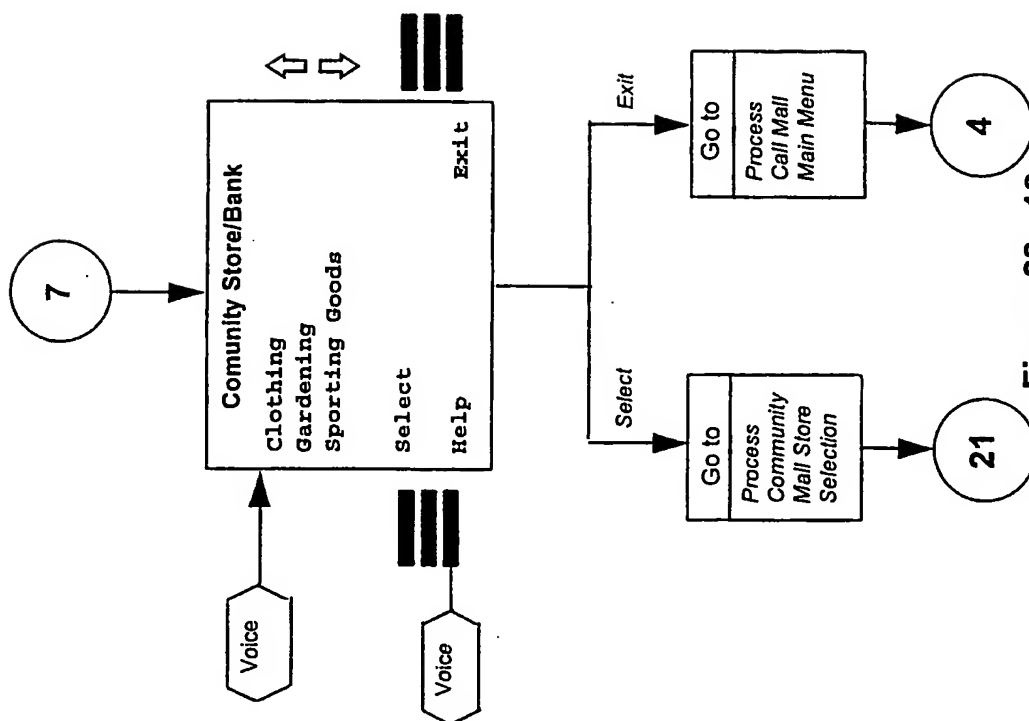 7
Voice
Comunity Store/Bank
Clothing
Gardening
Sporting Goods
Select
Help Exit
Voice
Select
Exit
Go to
Process
Community
Mall Store
Selection
Go to
Process
Call Mall
Main Menu
21
4